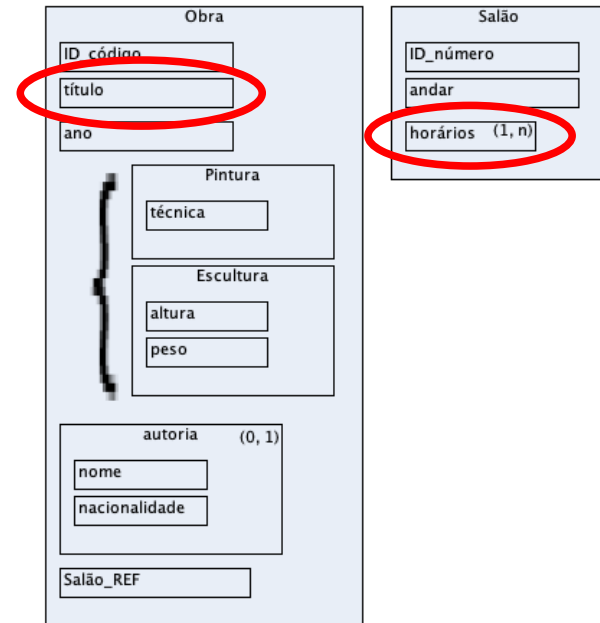 Obra
ID_código
título
ano
Pintura
técnica
Escultura
altura
peso
autoria (0, 1)
nome
nacionalidade
Salão_REF
Salão
ID_número
andar
horários (1, n)